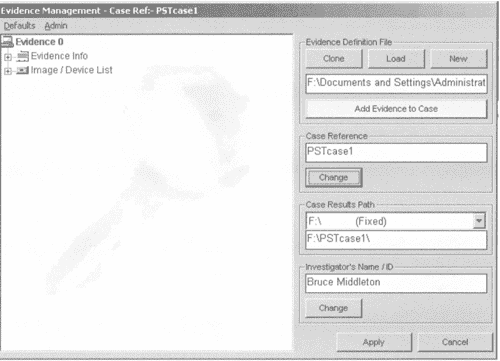 Evidence Management - Case Ref:- PSTcase1
Defaults Admin
Evidence 0
Evidence Info
Image / Device List
Evidence Definition File
Clone Load New
F:\Documents and Settings\Administrat
Add Evidence to Case
Case Reference
PSTcase1
Change
Case Results Path
F:\ (Fixed)
F:\PSTcase1\
Investigator's Name / ID
Bruce Middleton
Change
Apply Cancel